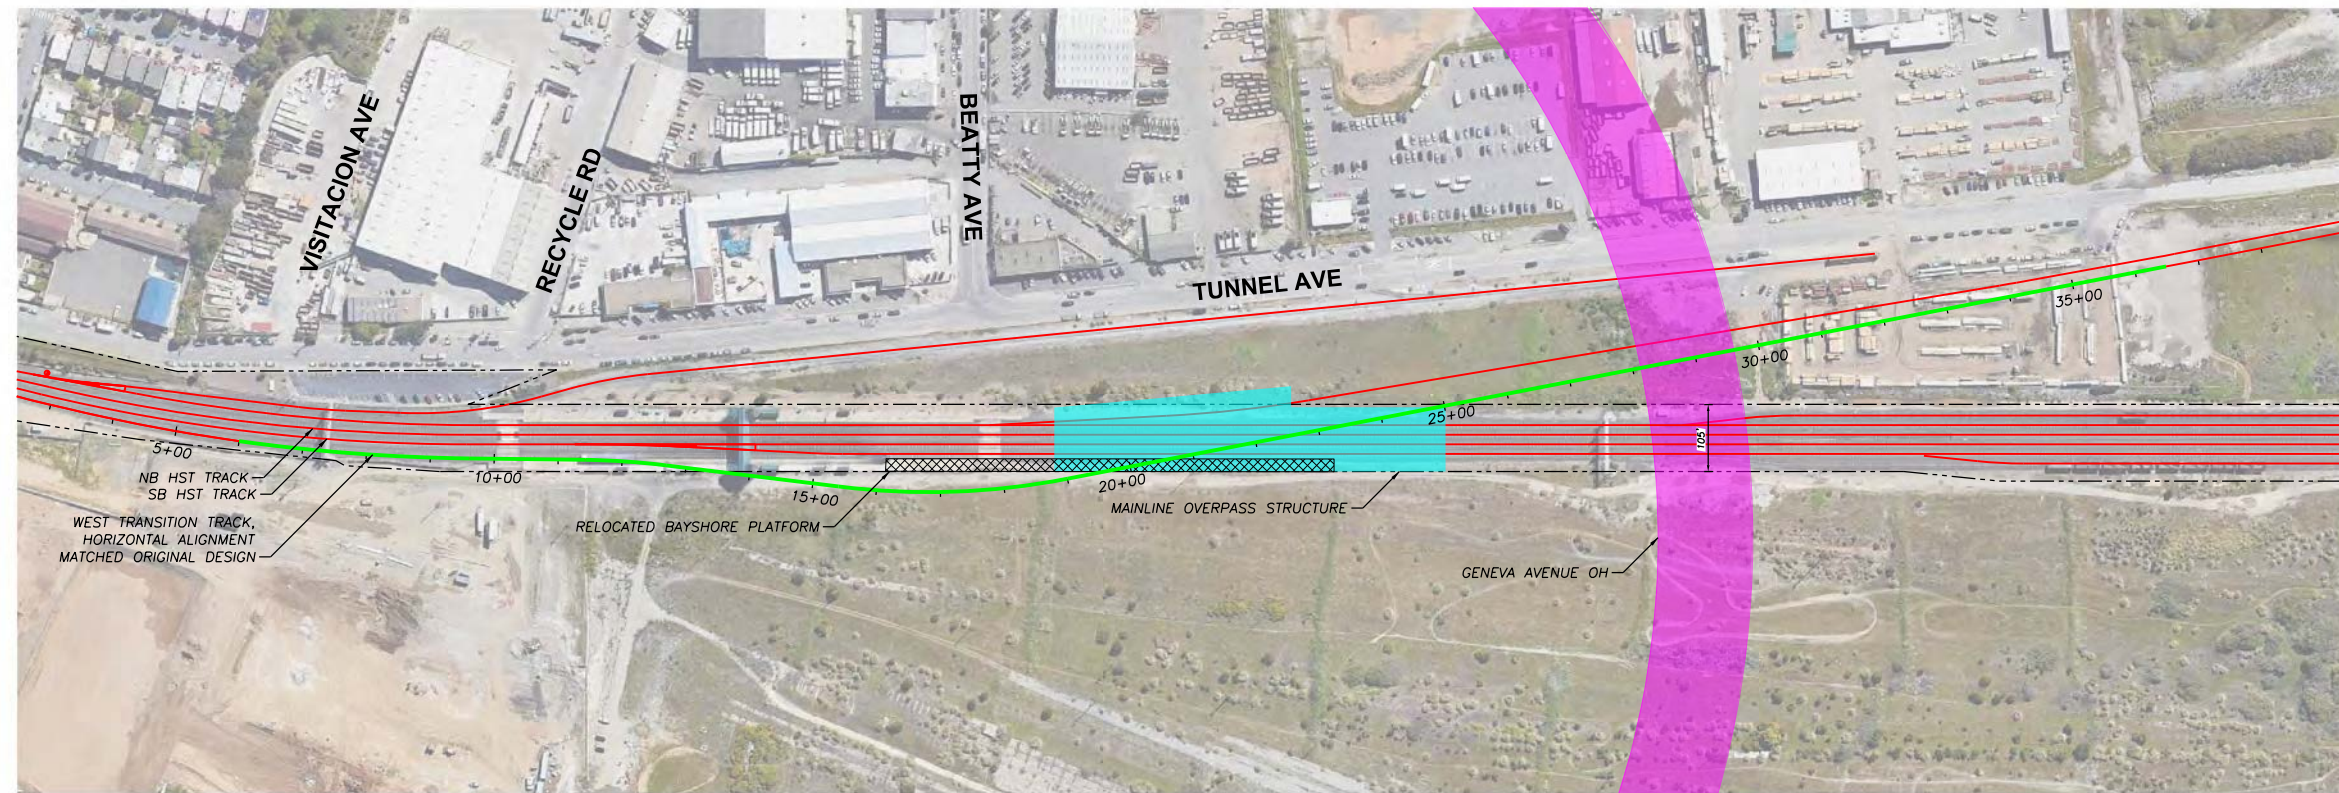 VISITACION AVE
RECYCLE RD
BEATTY AVE
TUNNEL AVE
5+00
10+00
15+00
20+00
25+00
30+00
35+00
105'
NB HST TRACK
SB HST TRACK
WEST TRANSITION TRACK,
HORIZONTAL ALIGNMENT
MATCHED ORIGINAL DESIGN
RELOCATED BAYSHORE PLATFORM
MAINLINE OVERPASS STRUCTURE
GENEVA AVENUE OH